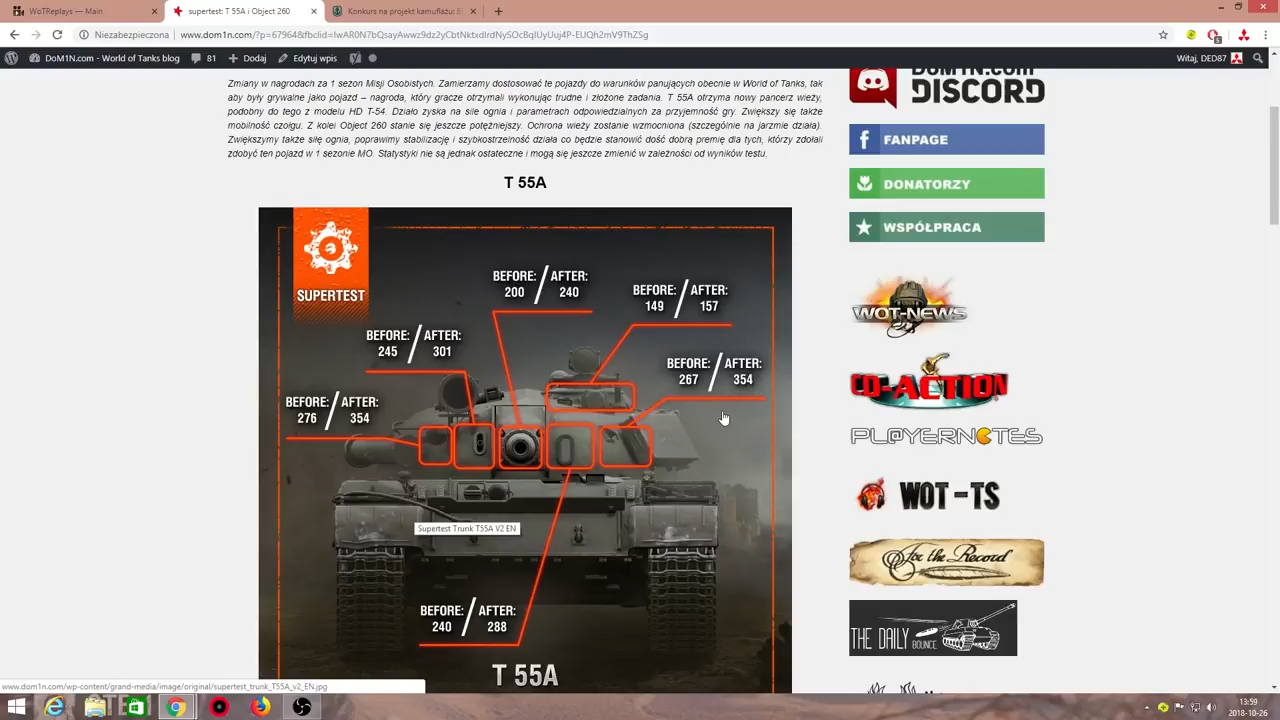 WoTReplays — Main
supertest: T 55A i Object 260
Konkurs na projekt kamuflażu:
Niezabezpieczona
www.dom1n.com/?p=67964&fbclid=IwAR0N7bQsayAwwz9dz2yCbtNktxdIrdNySOcBqIUyUuj4P-EUQh2mV9ThZSg
DoM1N.com - World of Tanks blog
81
Dodaj
Edytuj wpis
Witaj, DED87
Zmiany w nagrodach za 1 sezon Misji Osobistych. Zamierzamy dostosować te pojazdy do warunków panujących obecnie w World of Tanks, tak
aby były grywalne jako pojazd – nagroda, który gracze otrzymali wykonując trudne i złożone zadania. T 55A otrzyma nowy pancerz wieży,
podobny do tego z modelu HD T-54. Działo zyska na sile ognia i parametrach odpowiedzialnych za przyjemność gry. Zwiększy się także
mobilność czołgu. Z kolei Object 260 stanie się jeszcze potężniejszy. Ochrona wieży zostanie wzmocniona (szczególnie na jarzmie działa).
Zwiększymy także siłę ognia, poprawimy stabilizację i szybkostrzelność działa co będzie stanowić dość dobrą premię dla tych, którzy zdołali
zdobyć ten pojazd w 1 sezonie MO. Statystyki nie są jednak ostateczne i mogą się jeszcze zmienić w zależności od wyników testu.
T 55A
SUPERTEST
BEFORE: 200 / AFTER: 240
BEFORE: 149 / AFTER: 157
BEFORE: 245 / AFTER: 301
BEFORE: 267 / AFTER: 354
BEFORE: 276 / AFTER: 354
Supertest Trunk T55A V2 EN
BEFORE: 240 / AFTER: 288
T 55A
DoM1N.com
DISCORD
FANPAGE
DONATORZY
WSPÓŁPRACA
WOT-NEWS
CD-ACTION
PL@YERNOTES
WOT-TS
For the Record
THE DAILY BOUNCE
www.dom1n.com/wp-content/grand-media/image/original/supertest_trunk_T55A_v2_EN.jpg
13:59
2018-10-26